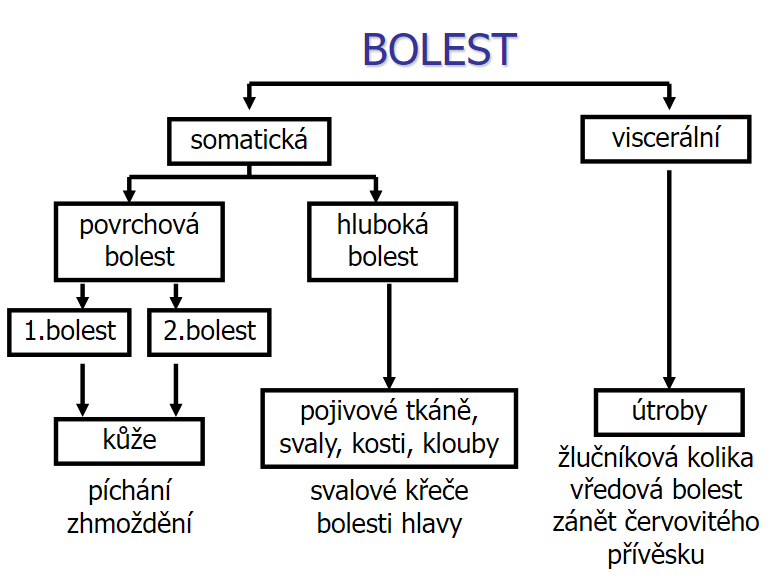 BOLEST
somatická
viscerální
povrchová
bolest
hluboká
bolest
1.bolest
2.bolest
kůže
pojivové tkáně,
svaly, kosti, klouby
útroby
píchání
zhmoždění
svalové křeče
bolesti hlavy
žlučníková kolika
vředová bolest
zánět červovitého
přívěsku